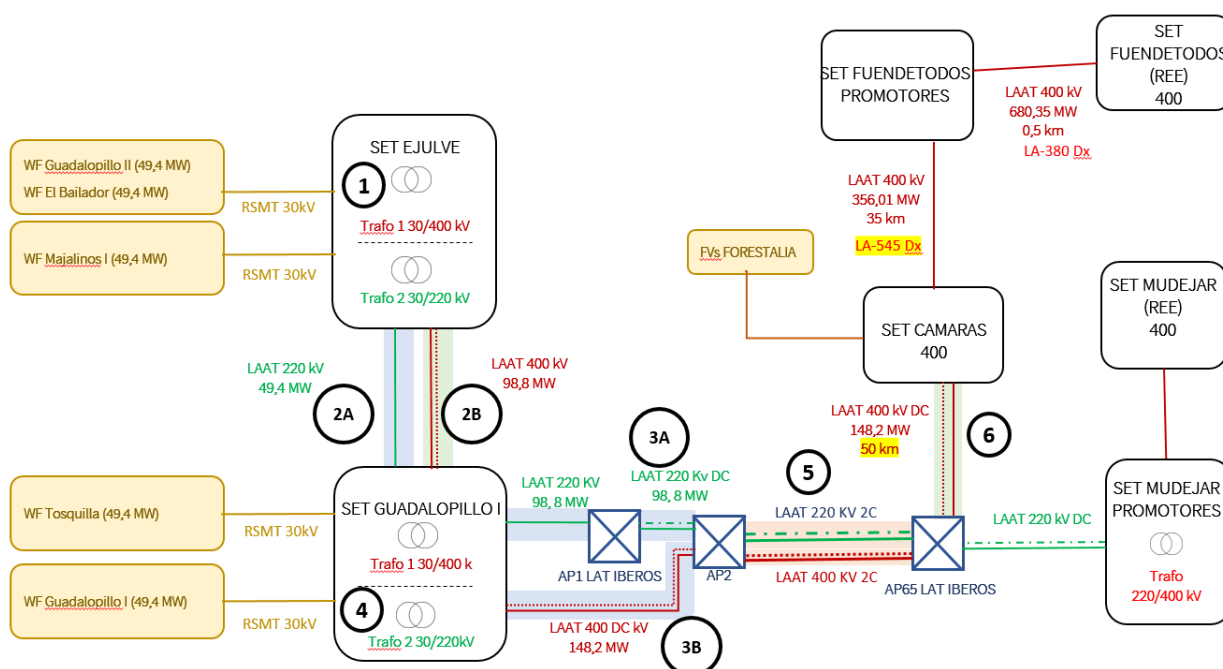 SET FUENDETODOS
PROMOTORES
SET
FUENDETODOS
(REE)
400
LAAT 400 kV
680,35 MW
0,5 km
LA-380 Dx
WF Guadalopillo II (49,4 MW)
WF El Bailador (49,4 MW)
RSMT 30kV
WF Majalinos I (49,4 MW)
RSMT 30kV
SET EJULVE
1
Trafo 1 30/400 kV
Trafo 2 30/220 kV
LAAT 400 kV
356,01 MW
35 km
LA-545 Dx
FVs FORESTALIA
SET CAMARAS
400
SET MUDEJAR
(REE)
400
LAAT 220 kV
49,4 MW
2A
2B
LAAT 400 kV
98,8 MW
LAAT 400 kV DC
148,2 MW
50 km
6
WF Tosquilla (49,4 MW)
RSMT 30kV
WF Guadalopillo I (49,4 MW)
RSMT 30kV
SET GUADALOPILLO I
Trafo 1 30/400 k
4
Trafo 2 30/220kV
LAAT 220 KV
98, 8 MW
3A
LAAT 220 Kv DC
98, 8 MW
AP1 LAT IBEROS
AP2
5
LAAT 220 KV 2C
LAAT 400 KV 2C
AP65 LAT IBEROS
LAAT 400 DC kV
148,2 MW
3B
LAAT 220 kV DC
SET MUDEJAR
PROMOTORES
Trafo
220/400 kV